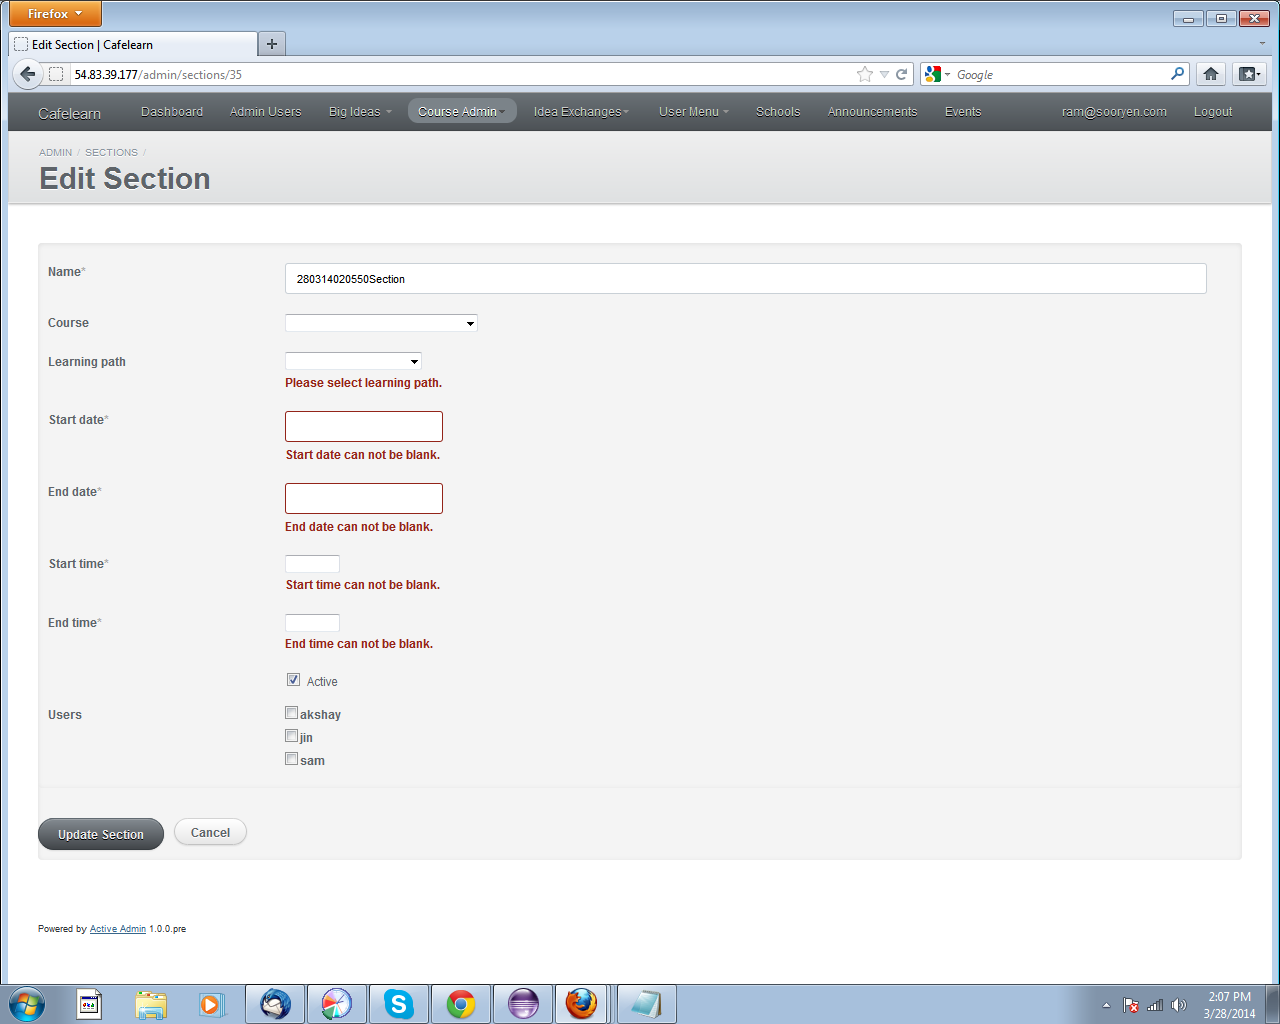 Firefox
Edit Section | Cafelearn
54.83.39.177/admin/sections/35
Google
Cafelearn Dashboard Admin Users Big Ideas Course Admin Idea Exchanges User Menu Schools Announcements Events ram@sooryen.com Logout
ADMIN / SECTIONS /
Edit Section
Name* 280314020550Section
Course
Learning path
Please select learning path.
Start date*
Start date can not be blank.
End date*
End date can not be blank.
Start time*
Start time can not be blank.
End time*
End time can not be blank.
Active
Users akshay
jin
sam
Update Section Cancel
Powered by Active Admin 1.0.0.pre
2:07 PM
3/28/2014